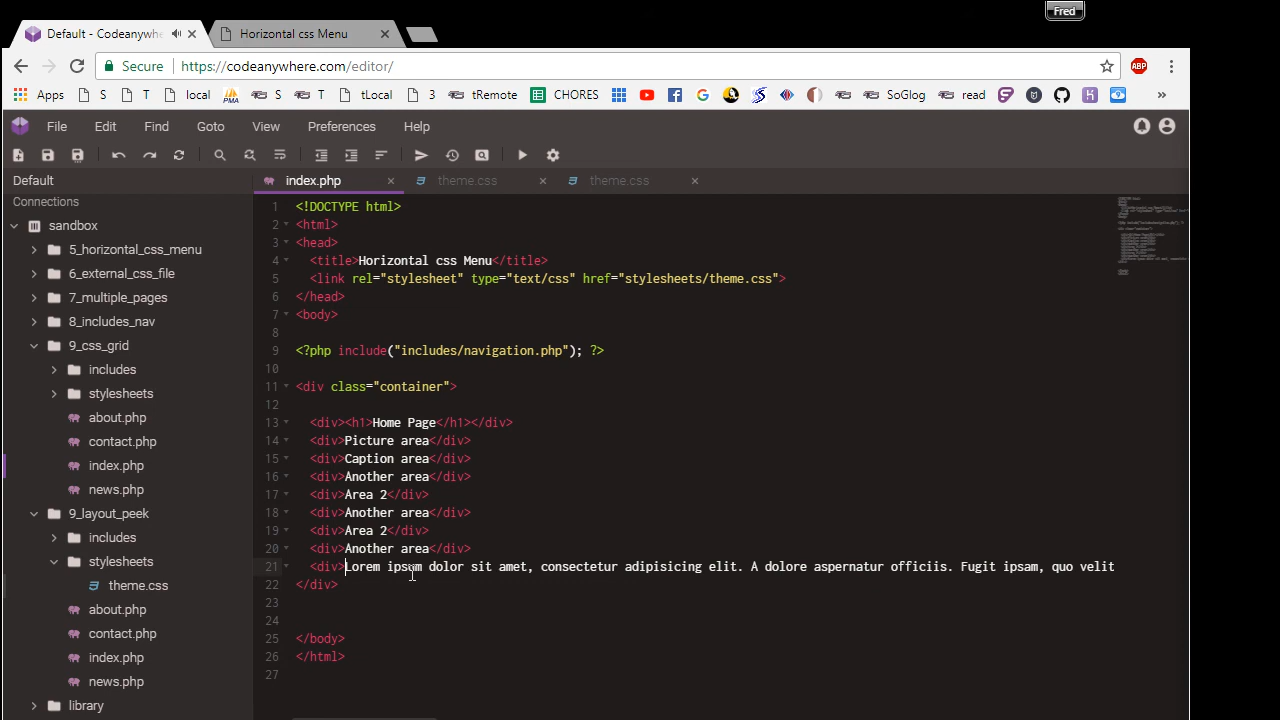 Fred
Default - Codeanywhe
Horizontal css Menu
Secure https://codeanywhere.com/editor/
Apps S T local S T tLocal 3 tRemote CHORES SoGlog read »
File Edit Find Goto View Preferences Help
Default
index.php theme.css theme.css
Connections
sandbox
5_horizontal_css_menu
6_external_css_file
7_multiple_pages
8_includes_nav
9_css_grid
includes
stylesheets
about.php
contact.php
index.php
news.php
9_layout_peek
includes
stylesheets
theme.css
about.php
contact.php
index.php
news.php
library
1 <!DOCTYPE html>
2 <html>
3 <head>
4 <title>Horizontal css Menu</title>
5 <link rel="stylesheet" type="text/css" href="stylesheets/theme.css">
6 </head>
7 <body>
8
9 <?php include("includes/navigation.php"); ?>
10
11 <div class="container">
12
13 <div><h1>Home Page</h1></div>
14 <div>Picture area</div>
15 <div>Caption area</div>
16 <div>Another area</div>
17 <div>Area 2</div>
18 <div>Another area</div>
19 <div>Area 2</div>
20 <div>Another area</div>
21 <div>Lorem ipsum dolor sit amet, consectetur adipisicing elit. A dolore aspernatur officiis. Fugit ipsam, quo velit
22 </div>
23
24
25 </body>
26 </html>
27